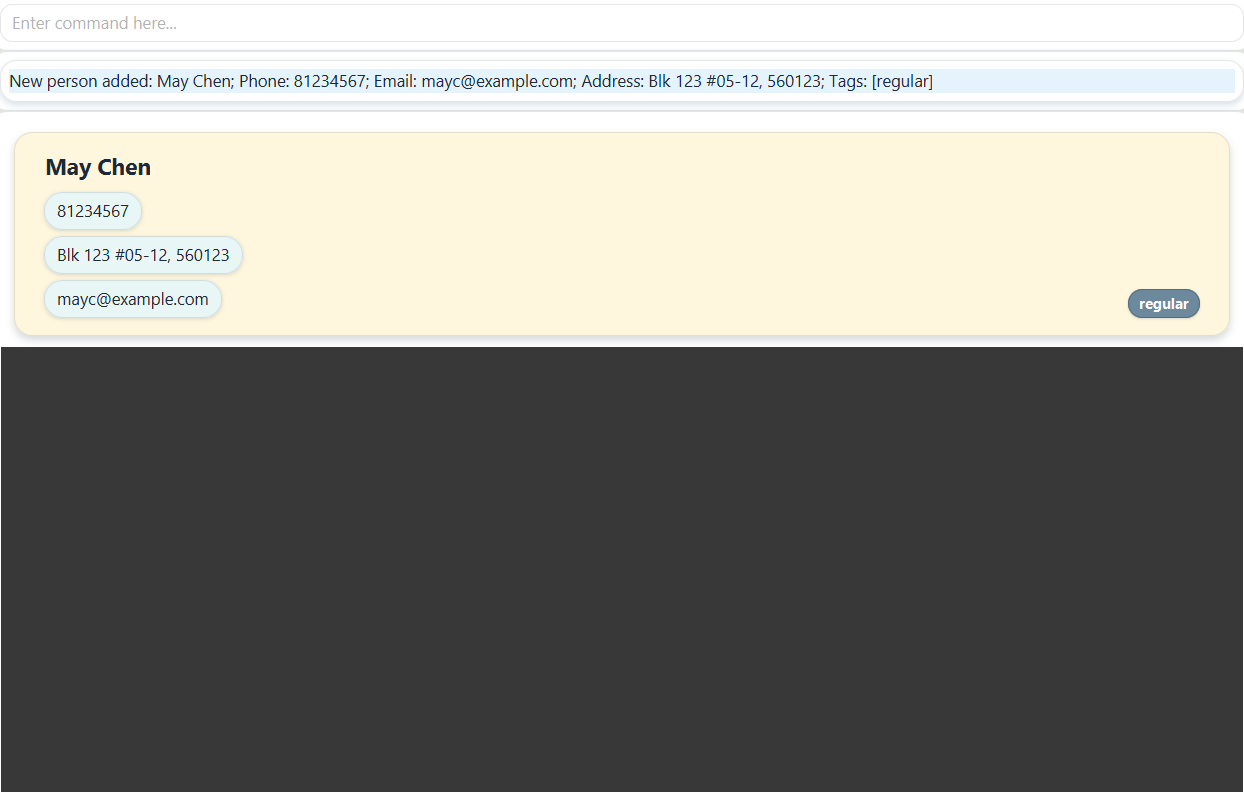 Enter command here...
New person added: May Chen; Phone: 81234567; Email: mayc@example.com; Address: Blk 123 #05-12, 560123; Tags: [regular]
May Chen
81234567
Blk 123 #05-12, 560123
mayc@example.com
regular